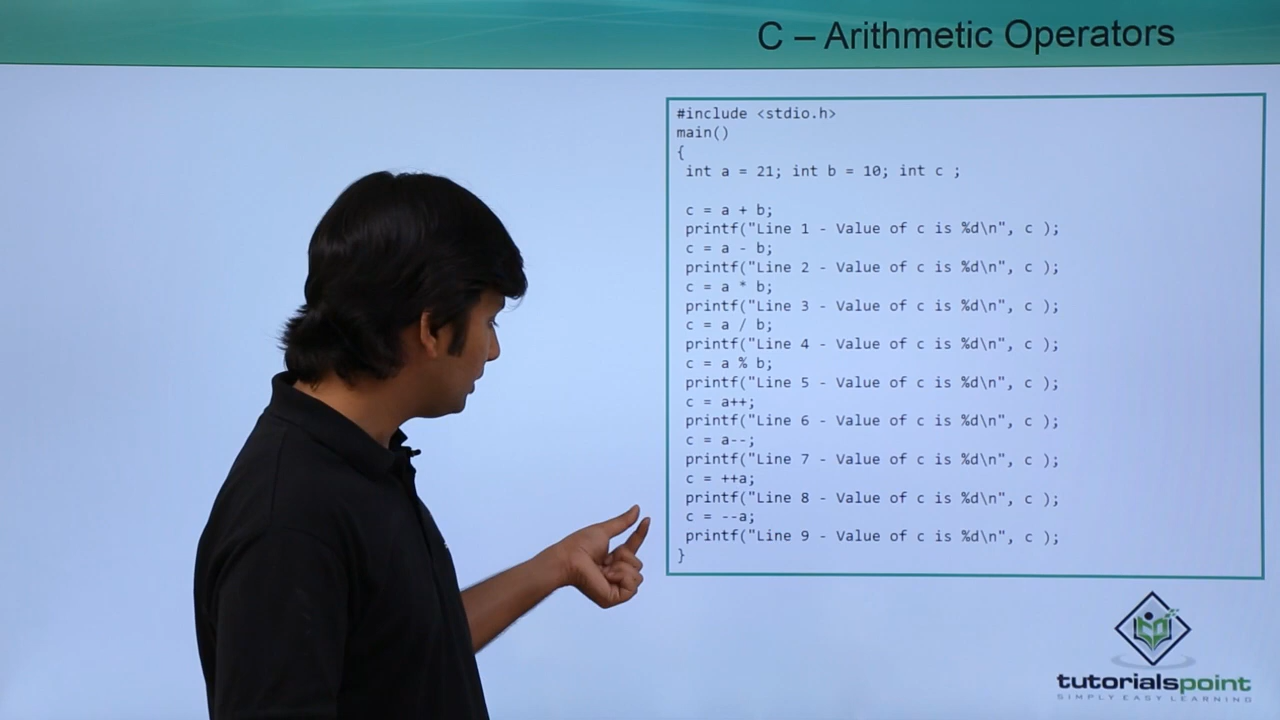 C – Arithmetic Operators
#include <stdio.h>
main()
{
int a = 21; int b = 10; int c ;
c = a + b;
printf("Line 1 - Value of c is %d\n", c );
c = a - b;
printf("Line 2 - Value of c is %d\n", c );
c = a * b;
printf("Line 3 - Value of c is %d\n", c );
c = a / b;
printf("Line 4 - Value of c is %d\n", c );
c = a % b;
printf("Line 5 - Value of c is %d\n", c );
c = a++;
printf("Line 6 - Value of c is %d\n", c );
c = a--;
printf("Line 7 - Value of c is %d\n", c );
c = ++a;
printf("Line 8 - Value of c is %d\n", c );
c = --a;
printf("Line 9 - Value of c is %d\n", c );
}
tutorialspoint
SIMPLY EASY LEARNING